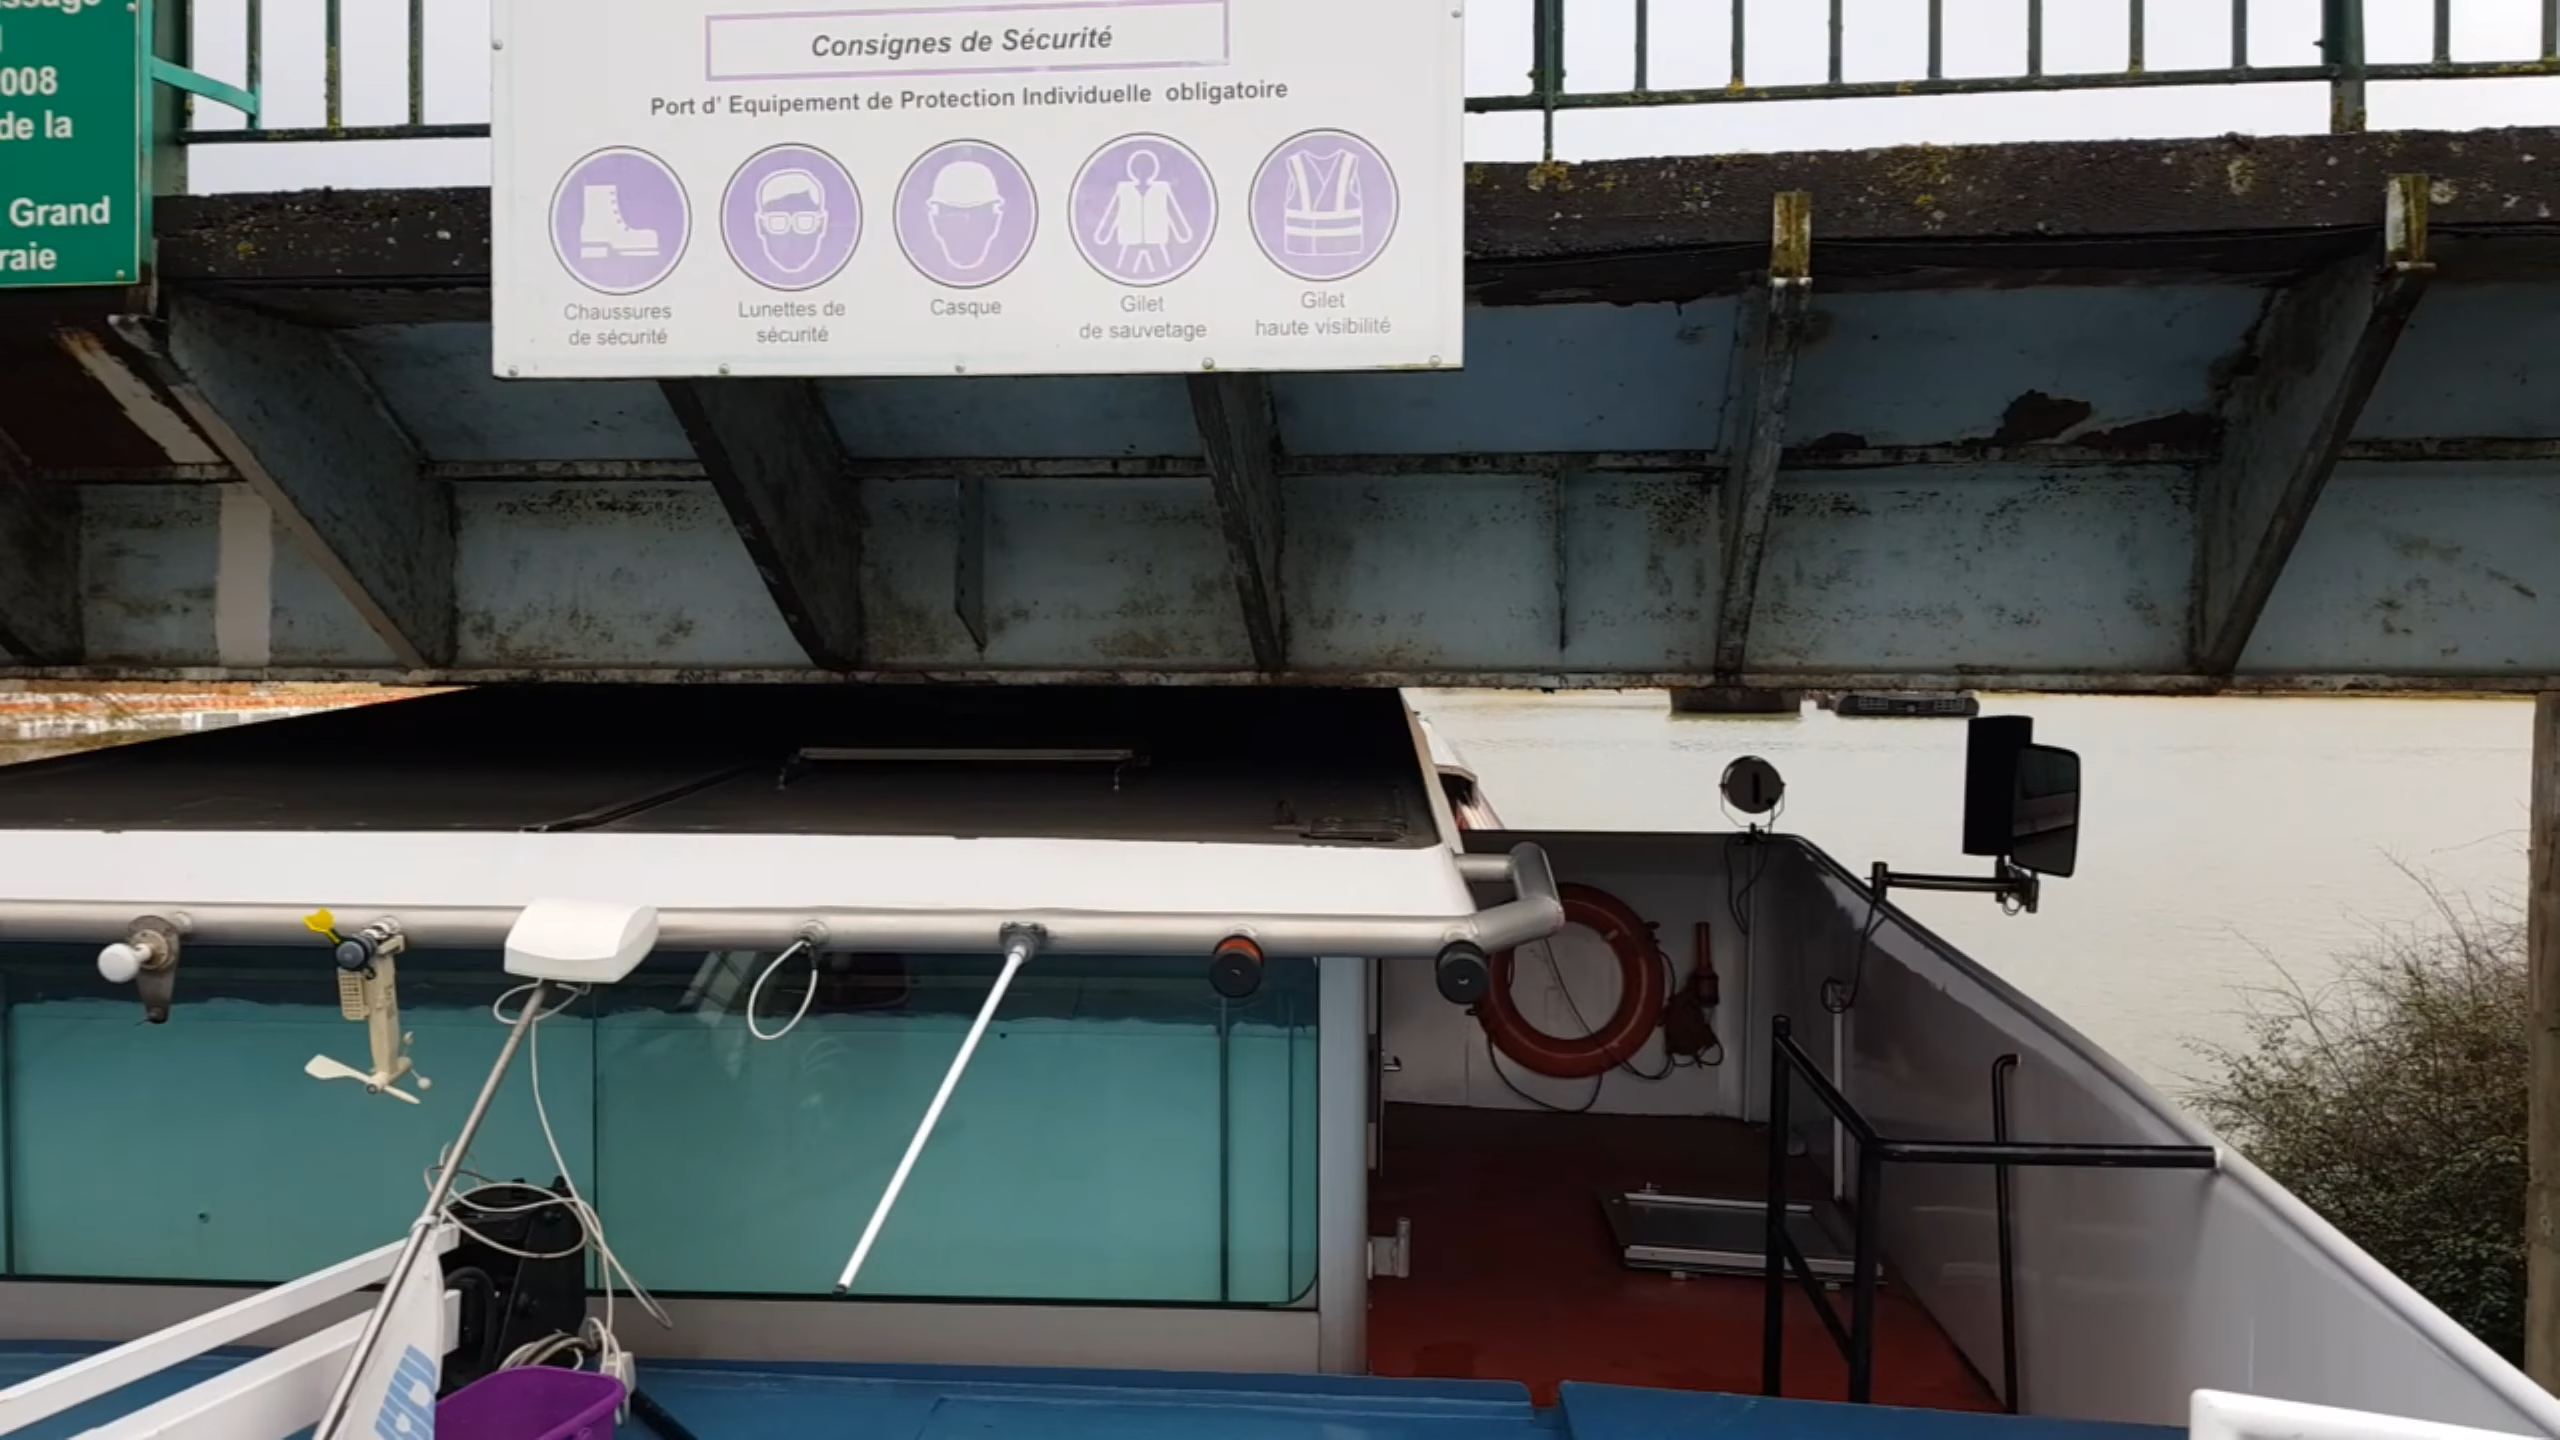 008
de la
Grand
Consignes de Sécurité
Port d' Equipement de Protection Individuelle obligatoire
Chaussures
de sécurité
Lunettes de
sécurité
Casque
Gilet
de sauvetage
Gilet
haute visibilité